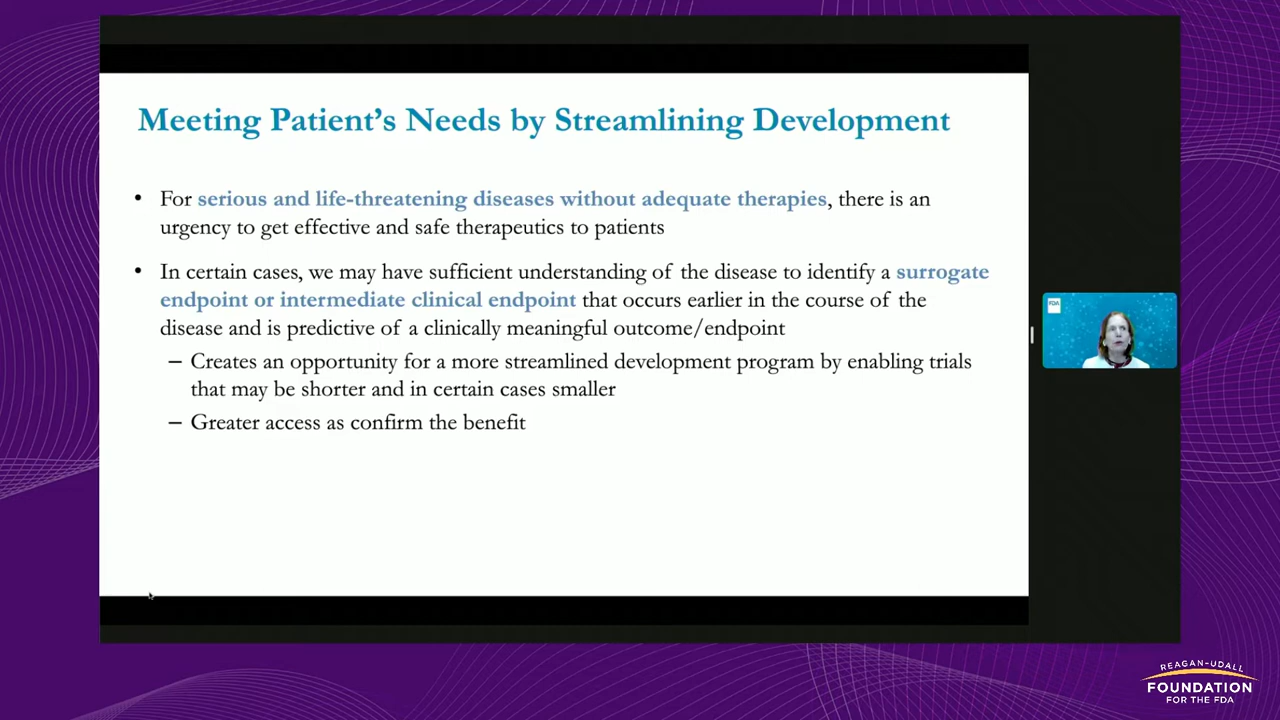 Meeting Patient's Needs by Streamlining Development
• For serious and life-threatening diseases without adequate therapies, there is an
urgency to get effective and safe therapeutics to patients
• In certain cases, we may have sufficient understanding of the disease to identify a surrogate
endpoint or intermediate clinical endpoint that occurs earlier in the course of the
disease and is predictive of a clinically meaningful outcome/endpoint
– Creates an opportunity for a more streamlined development program by enabling trials
that may be shorter and in certain cases smaller
– Greater access as confirm the benefit
FDA
REAGAN-UDALL
FOUNDATION
FOR THE FDA